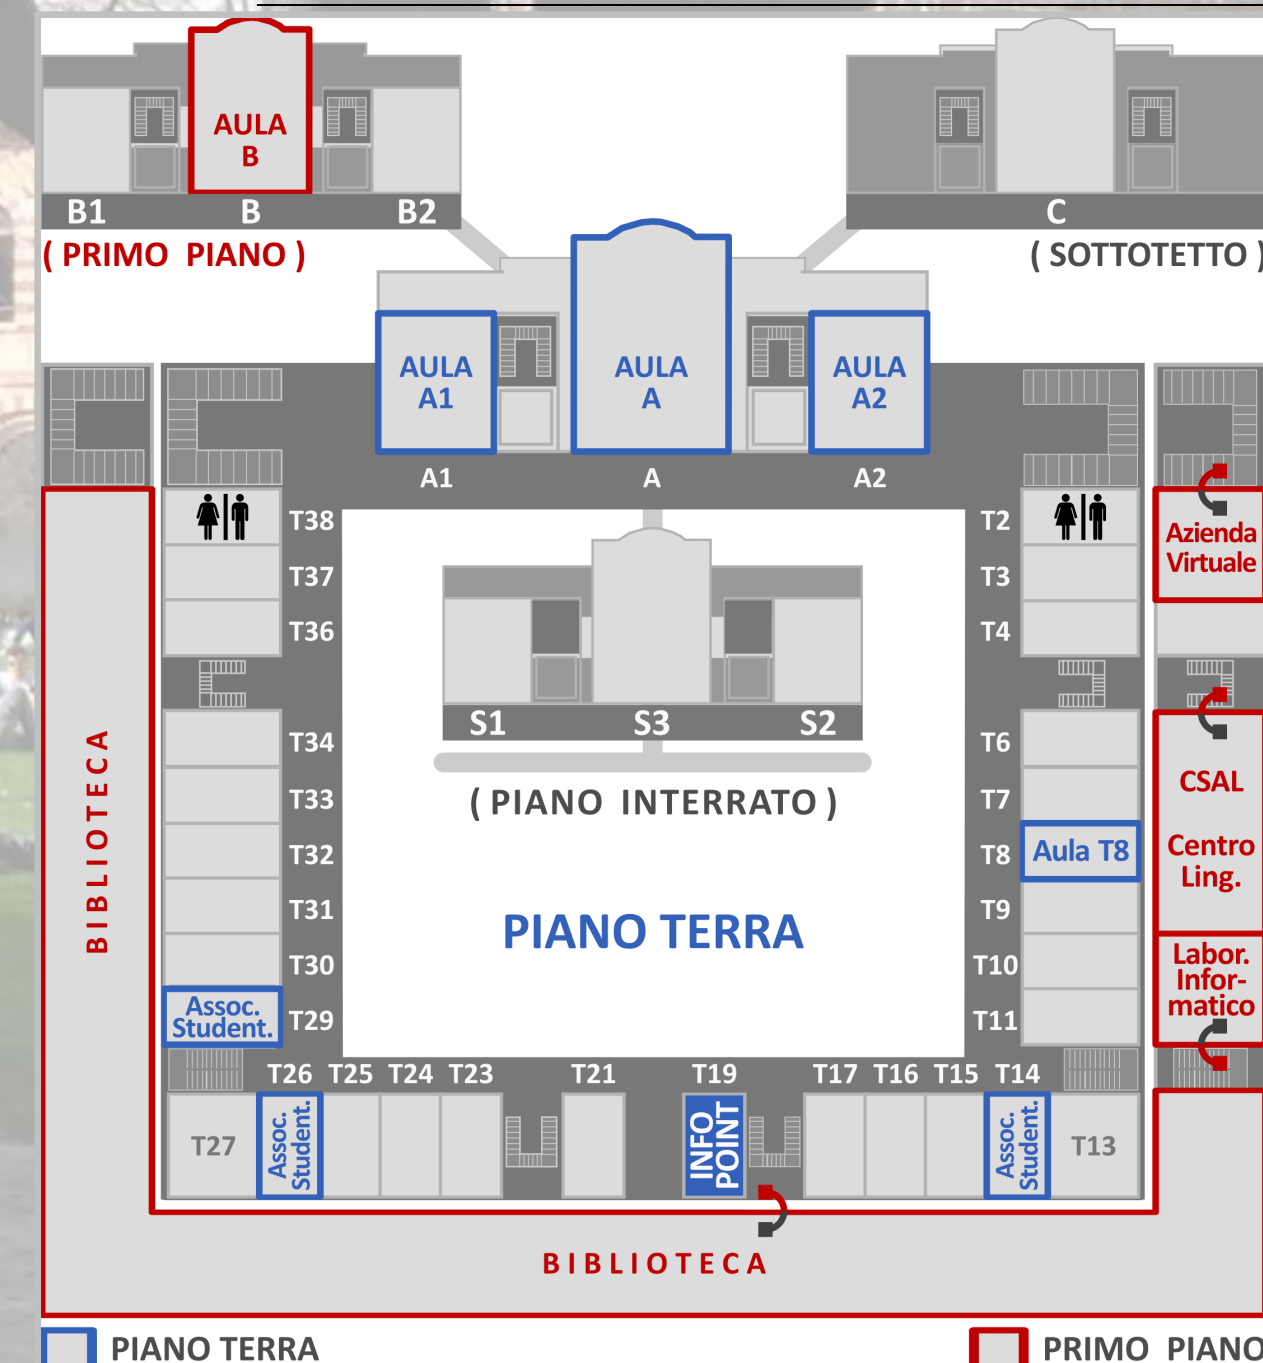 AULA
B
B1
B
B2
C
( PRIMO PIANO )
( SOTTOTETTO )
AULA
A1
AULA
A
AULA
A2
A1
A
A2
T38
T37
T36
T34
T33
T32
T31
T30
T29
T2
T3
T4
T6
T7
T8
T9
T10
T11
Azienda
Virtuale
S1
S3
S2
( PIANO INTERRATO )
BIBLIOTECA
CSAL
Centro
Ling.
Aula T8
PIANO TERRA
Labor.
Infor-
matico
Assoc.
Student.
T26
T25
T24
T23
T21
T19
T17
T16
T15
T14
T27
Assoc.
Student.
INFO
POINT
Assoc.
Student.
T13
BIBLIOTECA
PIANO TERRA
PRIMO PIANO